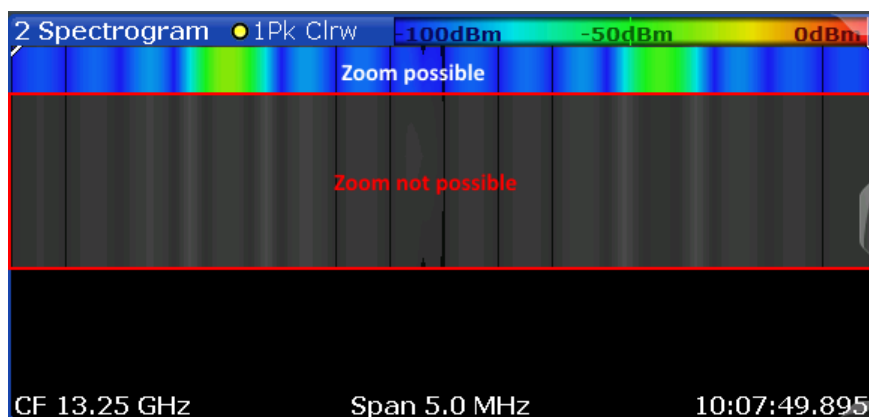 2 Spectrogram 1Pk Clrw -100dBm -50dBm 0dBm
Zoom possible
Zoom not possible
CF 13.25 GHz Span 5.0 MHz 10:07:49.895